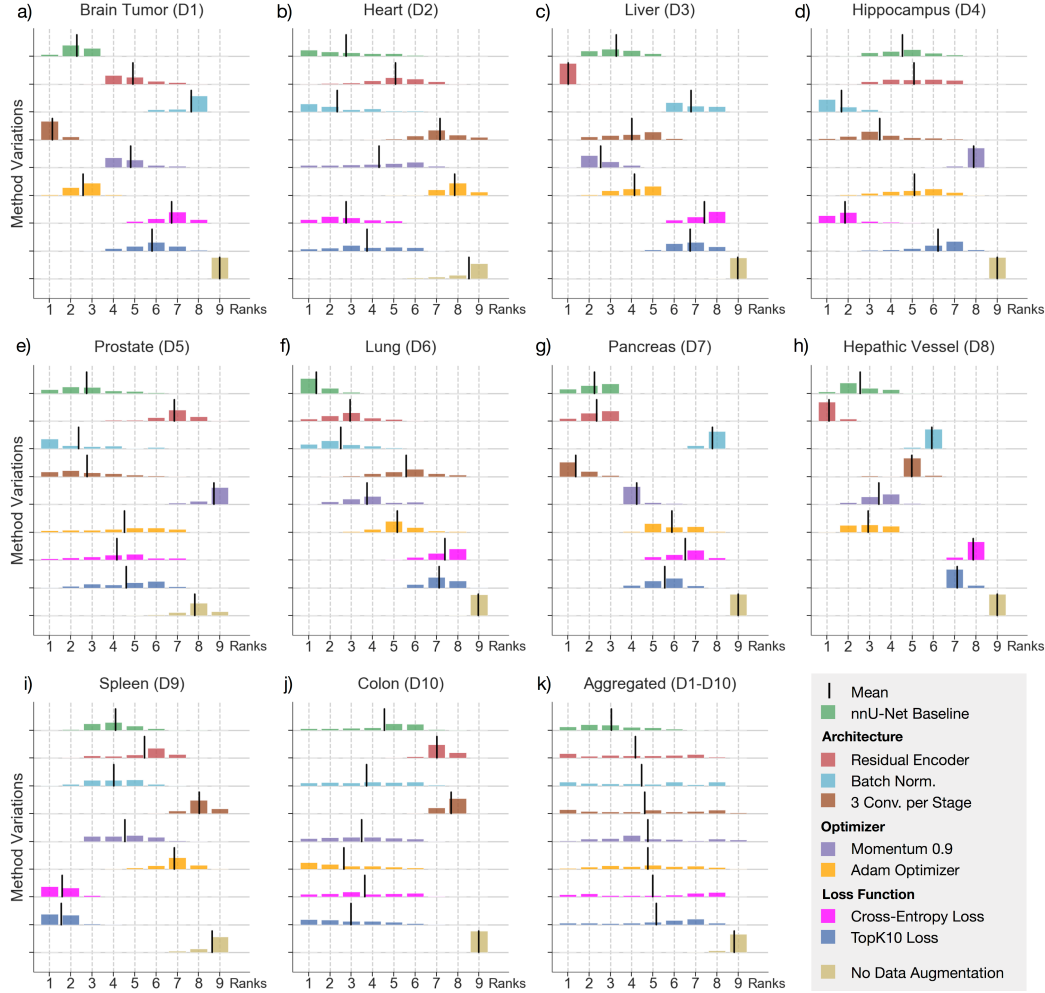 a) Brain Tumor (D1)
b) Heart (D2)
c) Liver (D3)
d) Hippocampus (D4)
Method Variations
1 2 3 4 5 6 7 8 9 Ranks
1 2 3 4 5 6 7 8 9 Ranks
1 2 3 4 5 6 7 8 9 Ranks
1 2 3 4 5 6 7 8 9 Ranks
e) Prostate (D5)
f) Lung (D6)
g) Pancreas (D7)
h) Hepathic Vessel (D8)
Method Variations
1 2 3 4 5 6 7 8 9 Ranks
1 2 3 4 5 6 7 8 9 Ranks
1 2 3 4 5 6 7 8 9 Ranks
1 2 3 4 5 6 7 8 9 Ranks
i) Spleen (D9)
j) Colon (D10)
k) Aggregated (D1-D10)
Method Variations
1 2 3 4 5 6 7 8 9 Ranks
1 2 3 4 5 6 7 8 9 Ranks
1 2 3 4 5 6 7 8 9 Ranks
Mean
nnU-Net Baseline
Architecture
Residual Encoder
Batch Norm.
3 Conv. per Stage
Optimizer
Momentum 0.9
Adam Optimizer
Loss Function
Cross-Entropy Loss
TopK10 Loss
No Data Augmentation